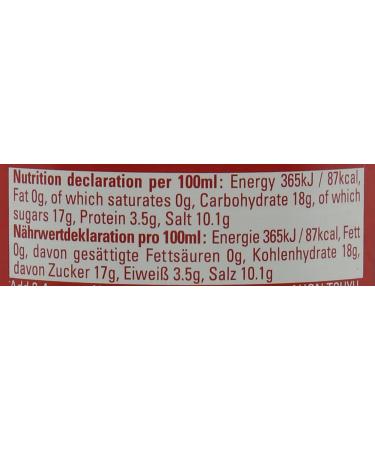 Nutrition declaration per 100ml: Energy 365kJ / 87kcal,
Fat 0g, of which saturates 0g, Carbohydrate 18g, of which
sugars 17g, Protein 3.5g, Salt 10.1g
Nährwertdeklaration pro 100ml: Energie 365kJ / 87kcal, Fett
0g, davon gesättigte Fettsäuren 0g, Kohlenhydrate 18g,
davon Zucker 17g, Eiweiß 3.5g, Salz 10.1g